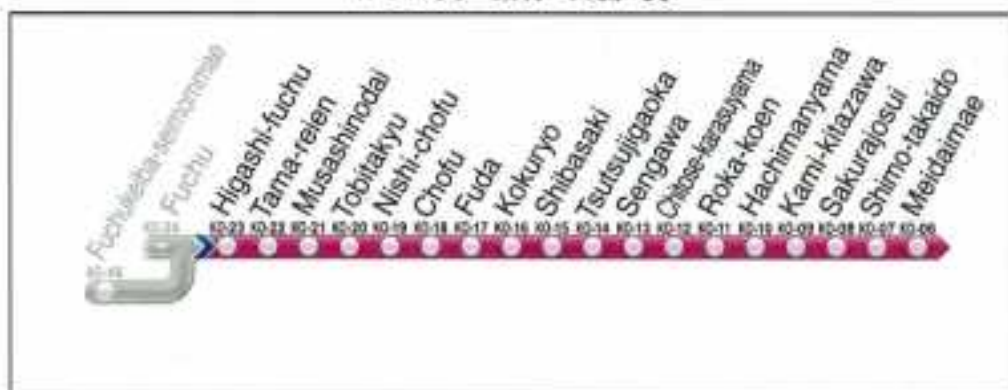 Fuchukeiba-seimommae
Fuchu
Higashi-fuchu
Tama-reien
Musashinodai
Tobitakyu
Nishi-chofu
Chofu
Fuda
Kokuryo
Shibasaki
Tsutsujigaoka
Sengawa
Chitose-karasuyama
Roka-koen
Hachimanyama
Kami-kitazawa
Sakurajosui
Shimo-takaido
Meidaimae
KO-23 KO-22 KO-21 KO-20 KO-19 KO-18 KO-17 KO-16 KO-15 KO-14 KO-13 KO-12 KO-11 KO-10 KO-09 KO-08 KO-07 KO-06